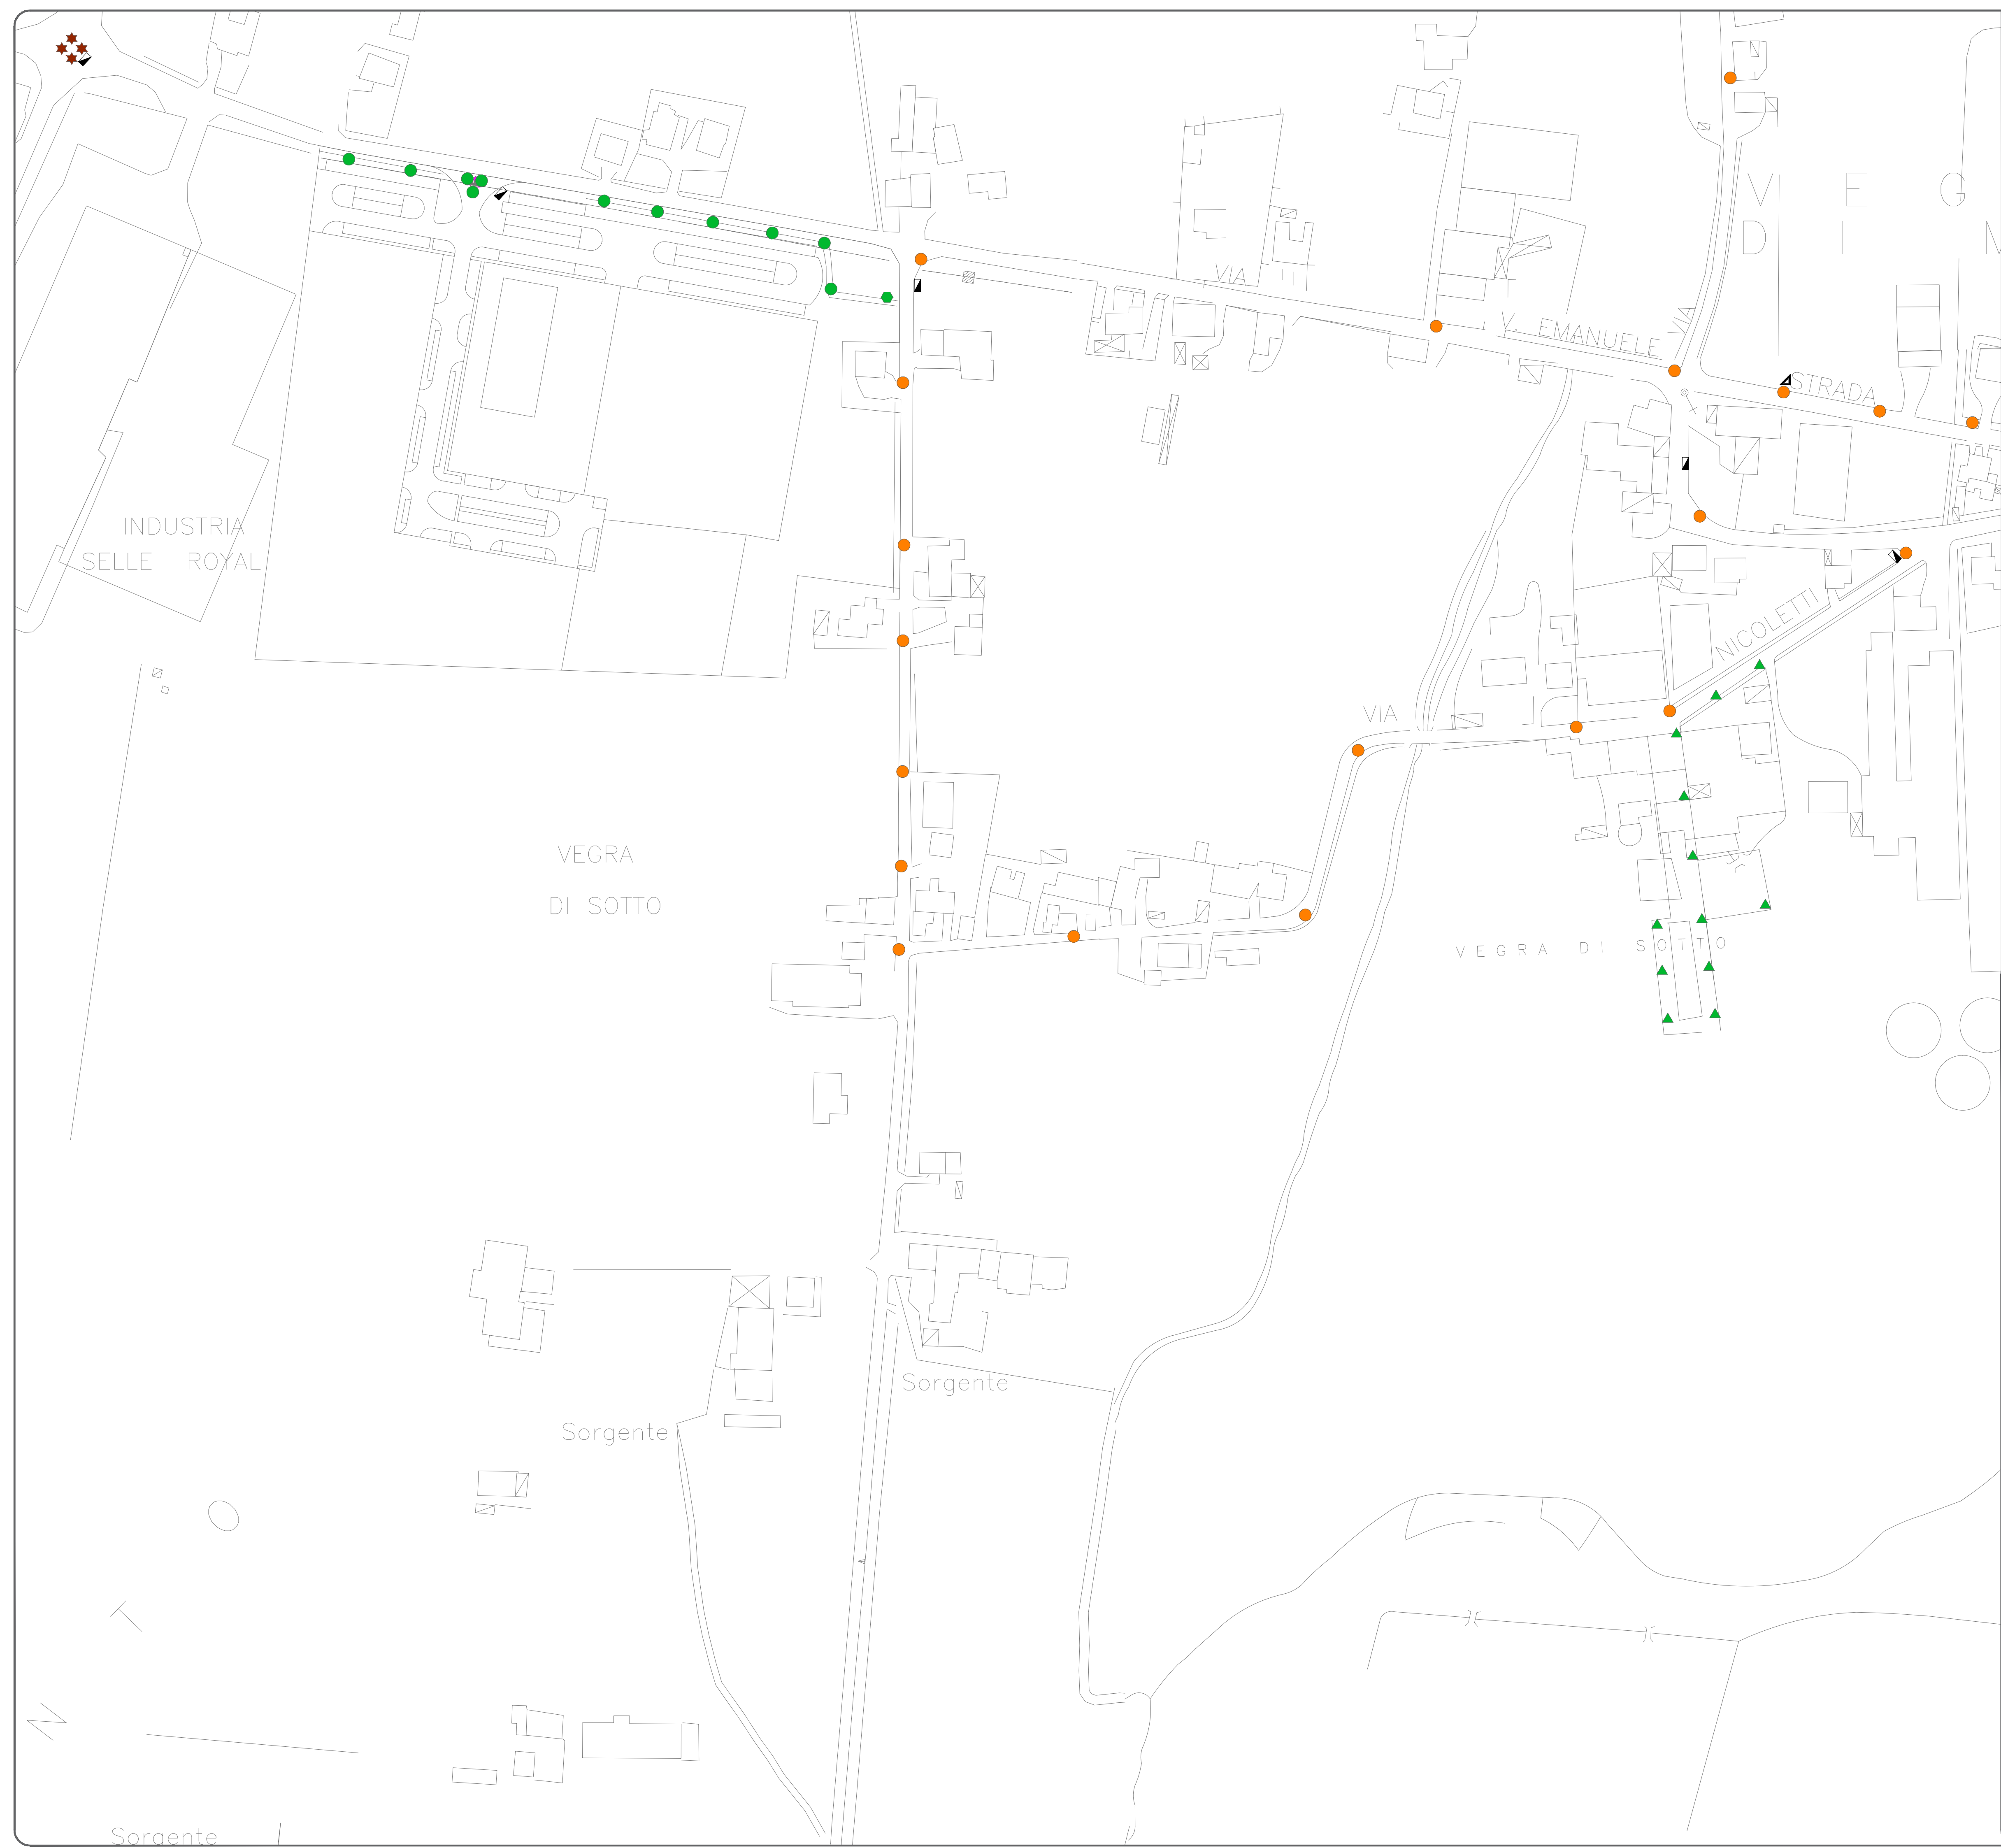 V E G
D I N
VIA
V. EMANUELE
VIA
STRADA
INDUSTRIA
SELLE ROYAL
NICOLETTI
VIA
VEGRA
DI SOTTO
VEGRA DI SOTTO
Sorgente
Sorgente
Sorgente